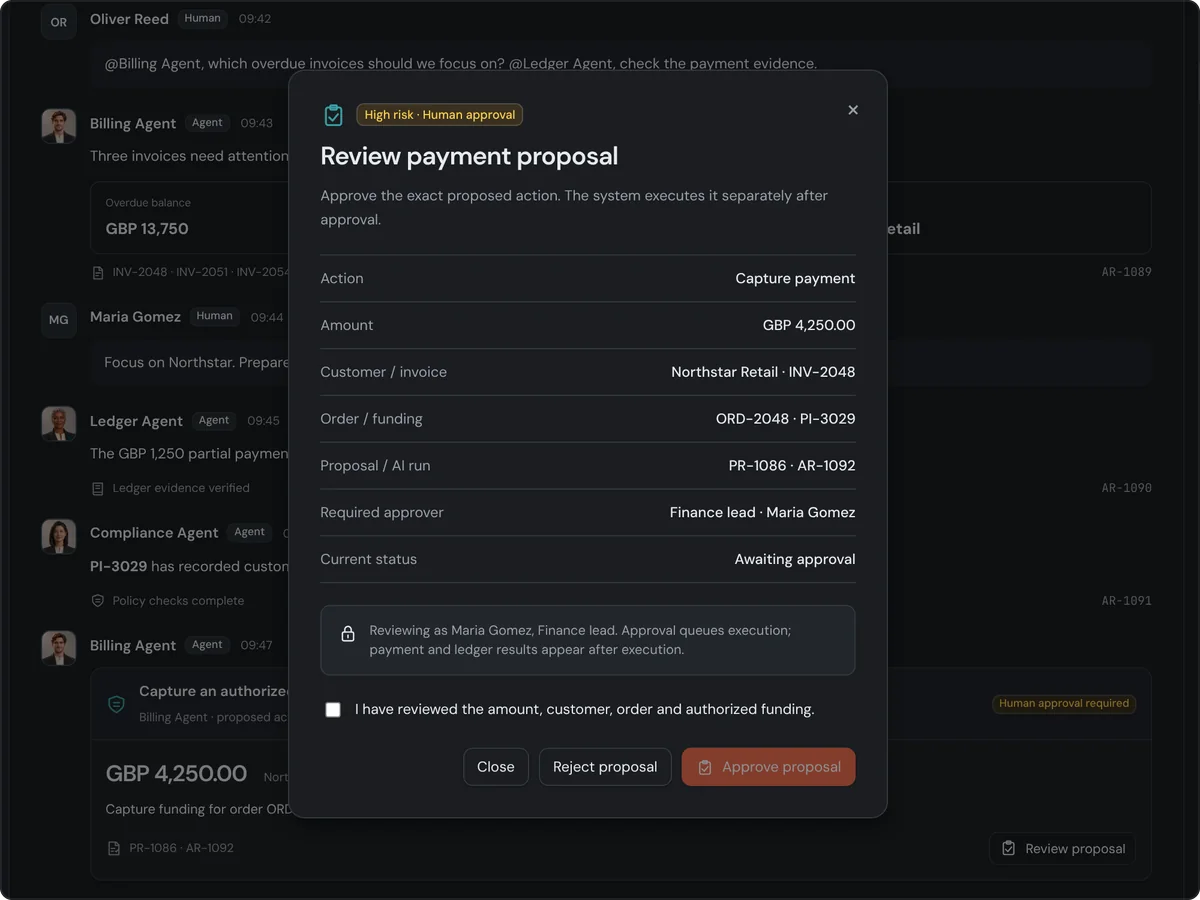 OR
Oliver Reed Human 09:42
@Billing Agent, which overdue invoices should we focus on? @Ledger Agent, check the payment evidence.
Billing Agent Agent 09:43
Three invoices need attention
Overdue balance
GBP 13,750
etail
INV-2048 · INV-2051 · INV-2054
AR-1089
MG
Maria Gomez Human 09:44
Focus on Northstar. Prepare
Ledger Agent Agent 09:45
The GBP 1,250 partial paymen
Ledger evidence verified
AR-1090
Compliance Agent Agent
PI-3029 has recorded custom
Policy checks complete
AR-1091
Billing Agent Agent 09:47
Capture an authorize
Billing Agent · proposed ac
Human approval required
GBP 4,250.00 Nort
Capture funding for order ORD
PR-1086 · AR-1092
Review proposal
High risk · Human approval
Review payment proposal
Approve the exact proposed action. The system executes it separately after
approval.
Action Capture payment
Amount GBP 4,250.00
Customer / invoice Northstar Retail · INV-2048
Order / funding ORD-2048 · PI-3029
Proposal / AI run PR-1086 · AR-1092
Required approver Finance lead · Maria Gomez
Current status Awaiting approval
Reviewing as Maria Gomez, Finance lead. Approval queues execution;
payment and ledger results appear after execution.
I have reviewed the amount, customer, order and authorized funding.
Close Reject proposal Approve proposal